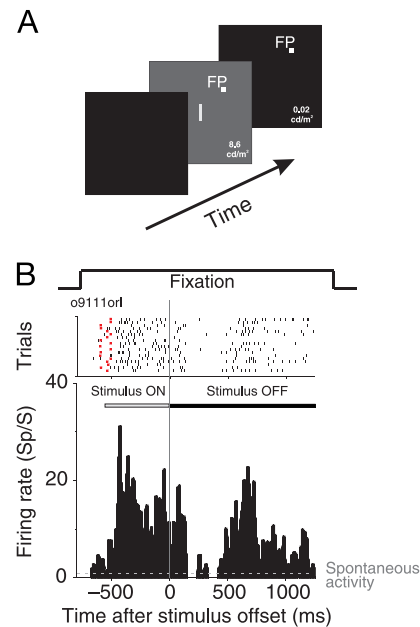 A
FP
FP
0.02
cd/m²
8.6
cd/m²
Time
B
Fixation
o9111orl
Trials
40
Stimulus ON
Stimulus OFF
Firing rate (Sp/S)
20
Spontaneous
activity
0
−500
0
500
1000
Time after stimulus offset (ms)